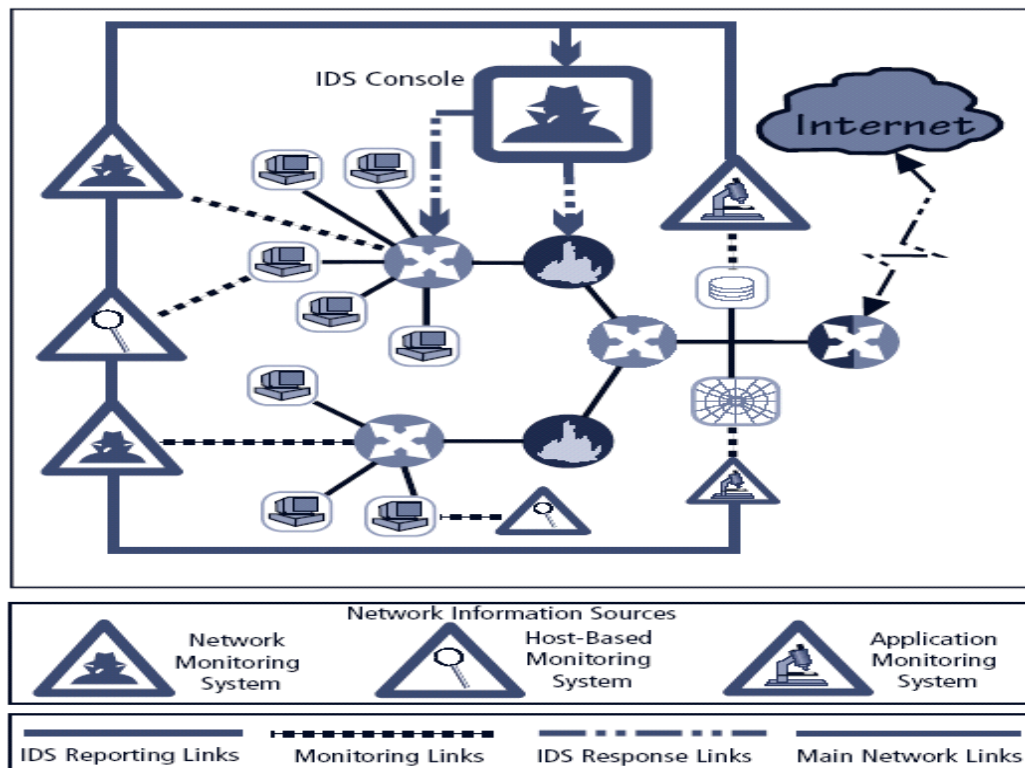 IDS Console
Internet
Network Information Sources
Network
Monitoring
System
Host-Based
Monitoring
System
Application
Monitoring
System
IDS Reporting Links
Monitoring Links
IDS Response Links
Main Network Links